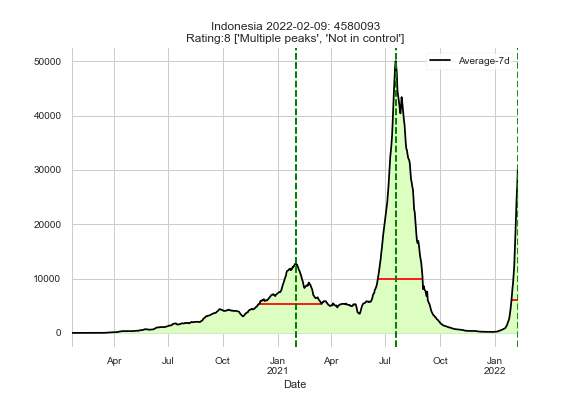 Indonesia 2022-02-09: 4580093
Rating:8 ['Multiple peaks', 'Not in control']
Average-7d
50000
40000
30000
20000
10000
0
Apr Jul Oct Jan Apr Jul Oct Jan
2021 2022
Date